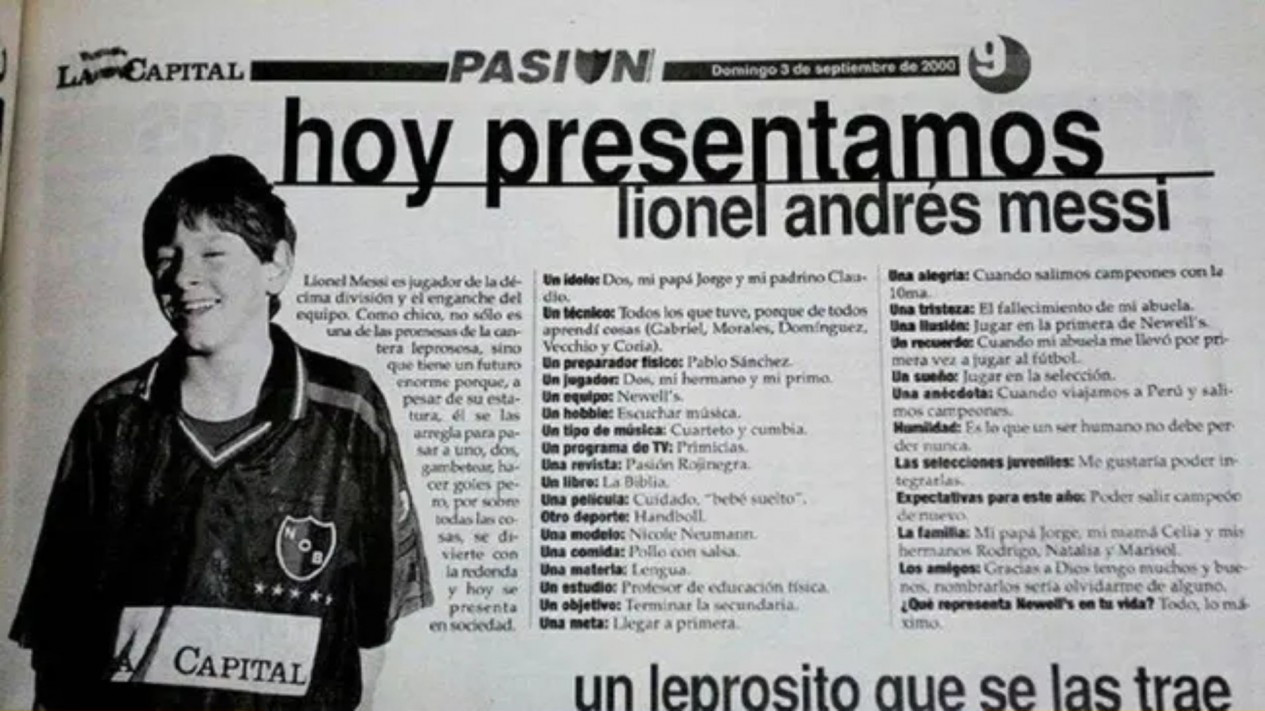 LA CAPITAL
PASIÓN
Domingo 3 de septiembre de 2000
9
hoy presentamos
lionel andrés messi
Lionel Messi es jugador de la dé-
cima división y el enganche del
equipo. Como chico, no sólo es
una de las promesas de la can-
tera leprososa, sino
que tiene un futuro
enorme porque, a
pesar de su esta-
tura, él se las
arregla para pa-
sar a uno, dos,
gambetear, ha-
cer goles pe-
ro, por sobre
todas las co-
sas, se di-
vierte con
la redonda
y hoy se
presenta
en sociedad.
Un ídolo: Dos, mi papá Jorge y mi padrino Clau-
dio.
Un técnico: Todos los que tuve, porque de todos
aprendí cosas (Gabriel, Morales, Domínguez,
Vecchio y Coria).
Un preparador físico: Pablo Sánchez.
Un jugador: Dos, mi hermano y mi primo.
Un equipo: Newell's.
Un hobbie: Escuchar música.
Un tipo de música: Cuarteto y cumbia.
Un programa de TV: Primicias.
Una revista: Pasión Rojinegra.
Un libro: La Biblia.
Una película: Cuidado, "bebé suelto".
Otro deporte: Handboll.
Una modelo: Nicole Neumann.
Una comida: Pollo con salsa.
Una materia: Lengua.
Un estudio: Profesor de educación física.
Un objetivo: Terminar la secundaria.
Una meta: Llegar a primera.
Una alegría: Cuando salimos campeones con la
10ma.
Una tristeza: El fallecimiento de mi abuela.
Una ilusión: Jugar en la primera de Newell's.
Un recuerdo: Cuando mi abuela me llevó por pri-
mera vez a jugar al fútbol.
Un sueño: Jugar en la selección.
Una anécdota: Cuando viajamos a Perú y sali-
mos campeones.
Humildad: Es lo que un ser humano no debe per-
der nunca.
Las selecciones juveniles: Me gustaría poder in-
tegrarlas.
Expectativas para este año: Poder salir campeón
de nuevo.
La familia: Mi papá Jorge, mi mamá Celia y mis
hermanos Rodrigo, Natalia y Marisol.
Los amigos: Gracias a Dios tengo muchos y bue-
nos, nombrarlos sería olvidarme de alguno.
¿Qué representa Newell's en tu vida? Todo, lo má-
ximo.
NOB
A CAPITAL
un leprosito que se las trae